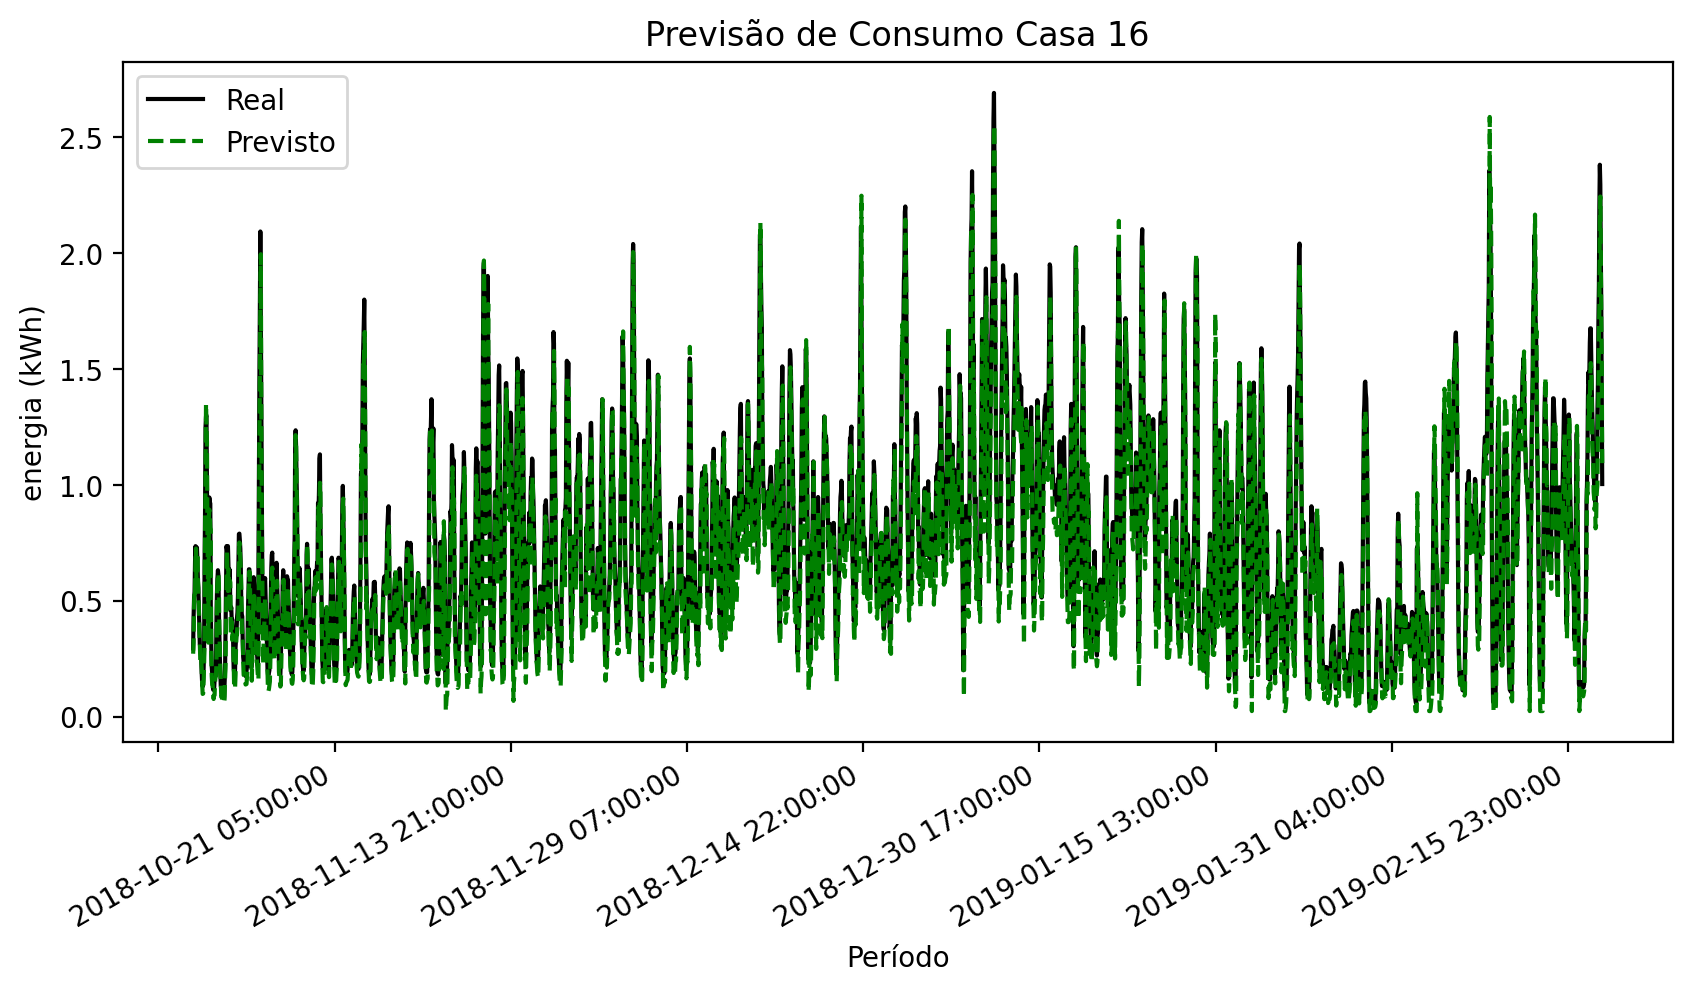 Previsão de Consumo Casa 16
Real
Previsto
energia (kWh)
2.5
2.0
1.5
1.0
0.5
0.0
2018-10-21 05:00:00
2018-11-13 21:00:00
2018-11-29 07:00:00
2018-12-14 22:00:00
2018-12-30 17:00:00
2019-01-15 13:00:00
2019-01-31 04:00:00
2019-02-15 23:00:00
Período